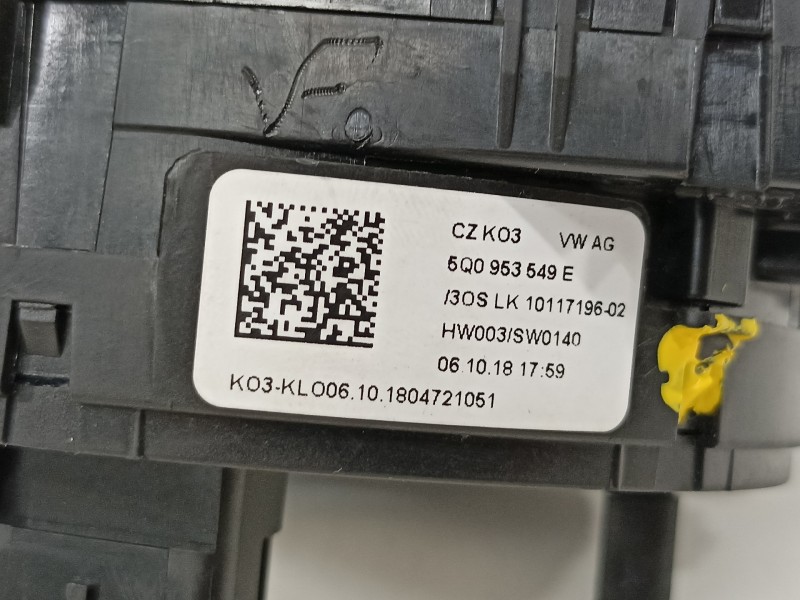 CZ KO3 VW AG
5Q0 953 549 E
/3OS LK 10117196-02
HW003/SW0140
06.10.18 17:59
KO3-KLO06.10.1804721051